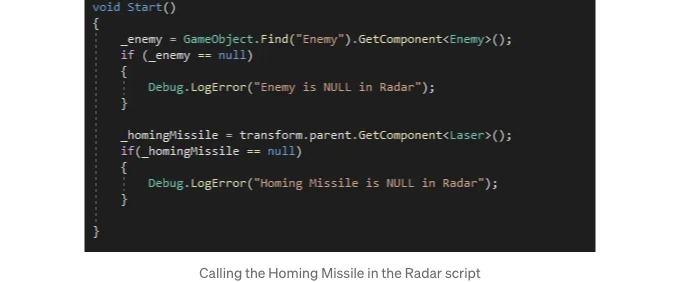 void Start()
{
_enemy = GameObject.Find("Enemy").GetComponent<Enemy>();
if (_enemy == null)
{
Debug.LogError("Enemy is NULL in Radar");
}
_homingMissile = transform.parent.GetComponent<Laser>();
if(_homingMissile == null)
{
Debug.LogError("Homing Missile is NULL in Radar");
}
}
Calling the Homing Missile in the Radar script